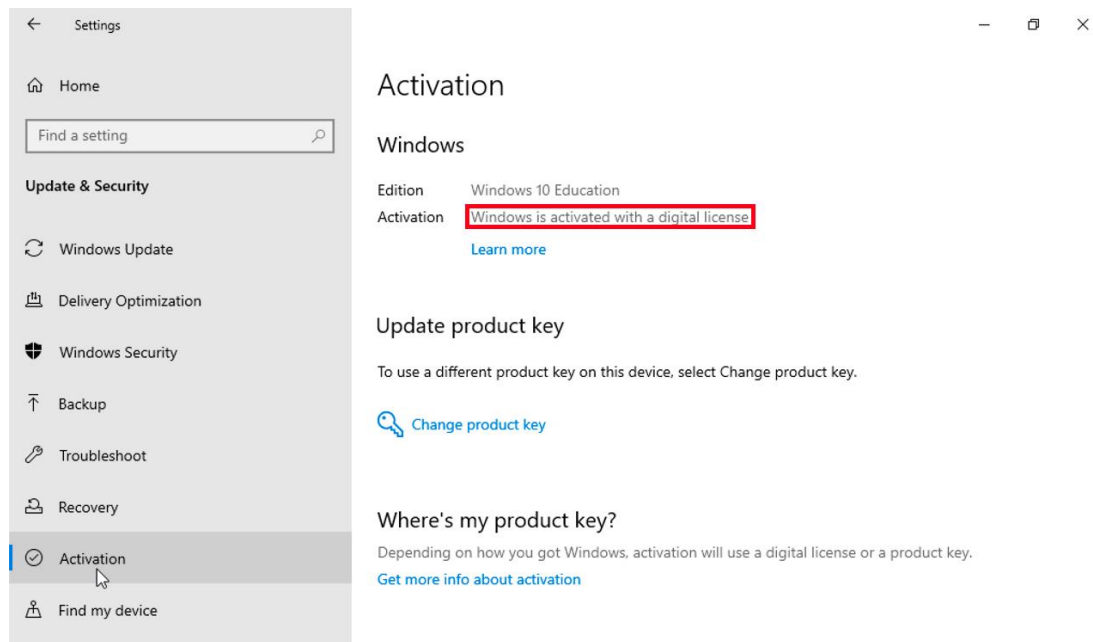 Settings
Home
Find a setting
Update & Security
Windows Update
Delivery Optimization
Windows Security
Backup
Troubleshoot
Recovery
Activation
Find my device
Activation
Windows
Edition Windows 10 Education
Activation Windows is activated with a digital license
Learn more
Update product key
To use a different product key on this device, select Change product key.
Change product key
Where's my product key?
Depending on how you got Windows, activation will use a digital license or a product key.
Get more info about activation